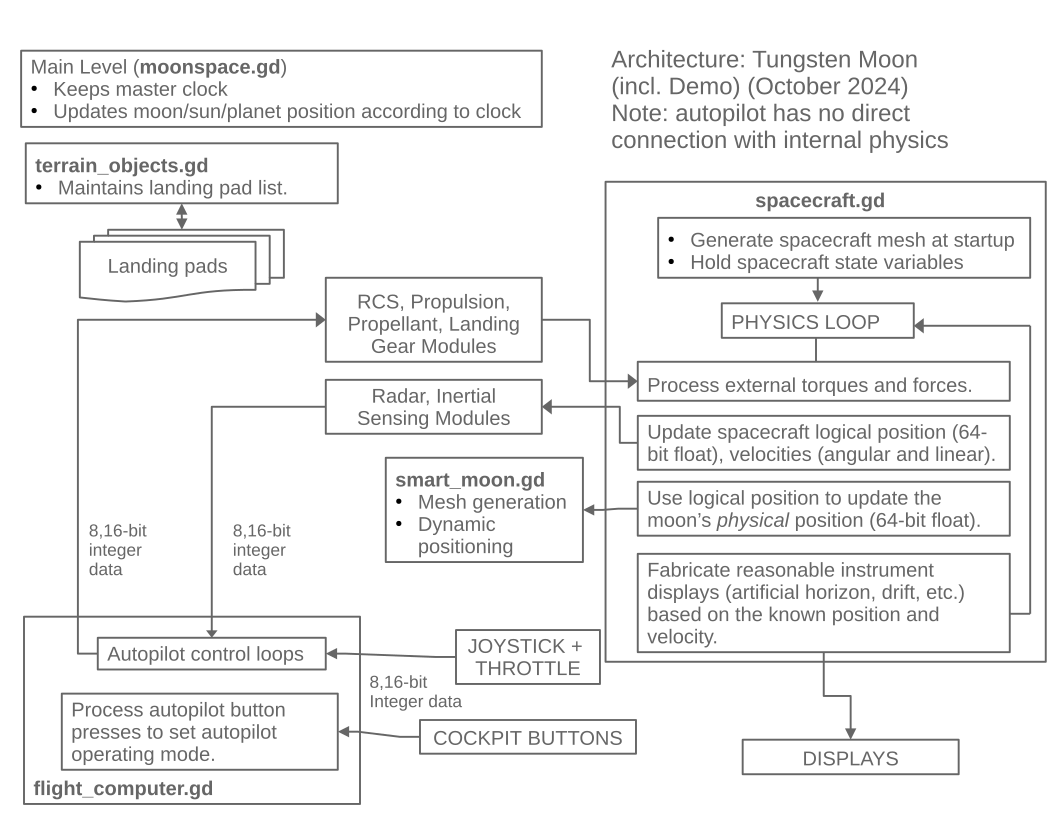 Main Level (moonspace.gd)
• Keeps master clock
• Updates moon/sun/planet position according to clock
Architecture: Tungsten Moon
(incl. Demo) (October 2024)
Note: autopilot has no direct
connection with internal physics
terrain_objects.gd
• Maintains landing pad list.
Landing pads
spacecraft.gd
• Generate spacecraft mesh at startup
• Hold spacecraft state variables
PHYSICS LOOP
RCS, Propulsion,
Propellant, Landing
Gear Modules
Process external torques and forces.
Radar, Inertial
Sensing Modules
Update spacecraft logical position (64-
bit float), velocities (angular and linear).
smart_moon.gd
• Mesh generation
• Dynamic
positioning
Use logical position to update the
moon’s physical position (64-bit float).
8,16-bit
integer
data
8,16-bit
integer
data
Fabricate reasonable instrument
displays (artificial horizon, drift, etc.)
based on the known position and
velocity.
Autopilot control loops
JOYSTICK +
THROTTLE
8,16-bit
Integer data
Process autopilot button
presses to set autopilot
operating mode.
COCKPIT BUTTONS
flight_computer.gd
DISPLAYS